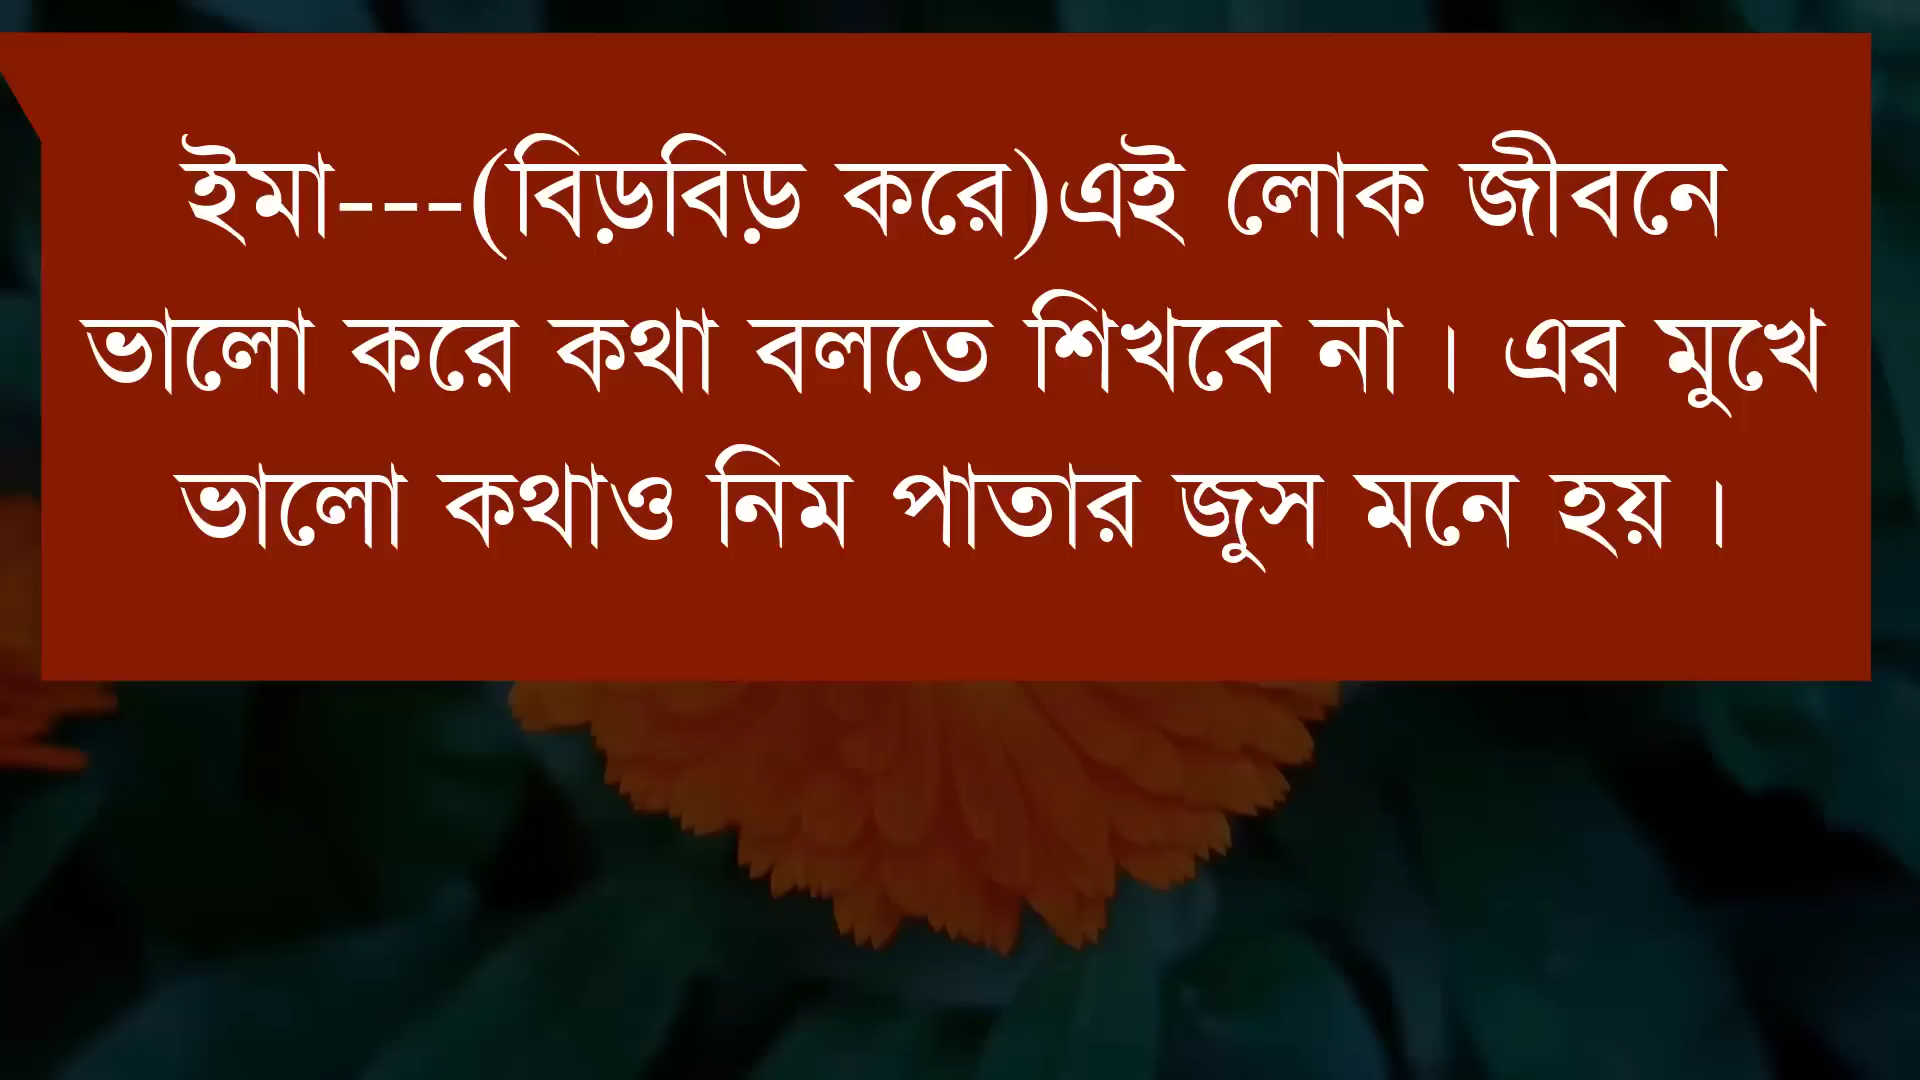 ইমা---(বিড়বিড় করে)এই লোক জীবনে
ভালো করে কথা বলতে শিখবে না। এর মুখে
ভালো কথাও নিম পাতার জুস মনে হয়।